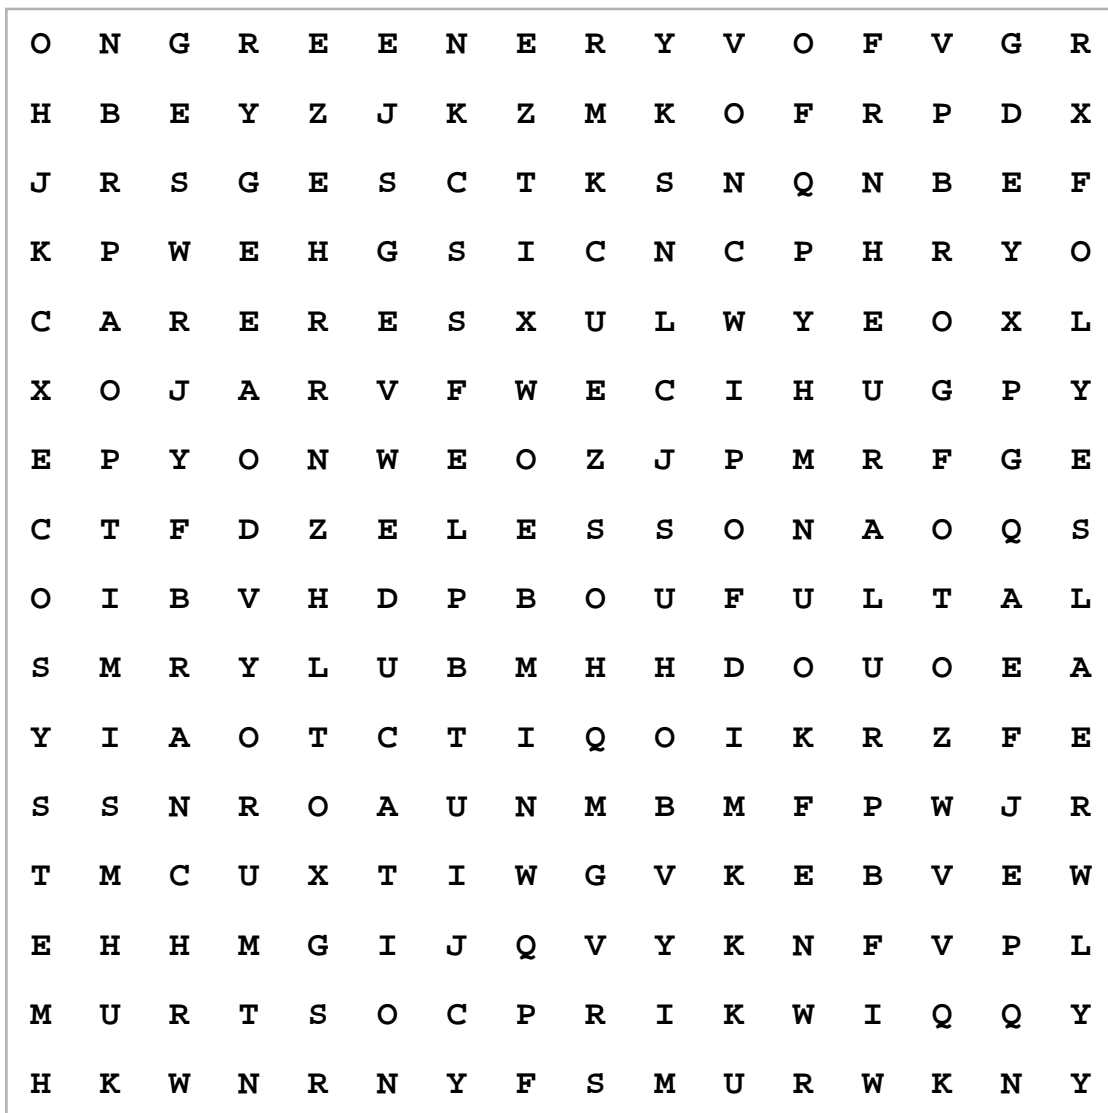 O N G R E E N E R Y V O F V G R
H B E Y Z J K Z M K O F R P D X
J R S G E S C T K S N Q N B E F
K P W E H G S I C N C P H R Y O
C A R E R E S X U L W Y E O X L
X O J A R V F W E C I H U G P Y
E P Y O N W E O Z J P M R F G E
C T F D Z E L E S S O N A O Q S
O I B V H D P B O U F U L T A L
S M R Y L U B M H H D O U O E A
Y I A O T C T I Q O I K R Z F E
S S N R O A U N M B M F P W J R
T M C U X T I W G V K E B V E W
E H H M G I J Q V Y K N F V P L
M U R T S O C P R I K W I Q Q Y
H K W N R N Y F S M U R W K N Y